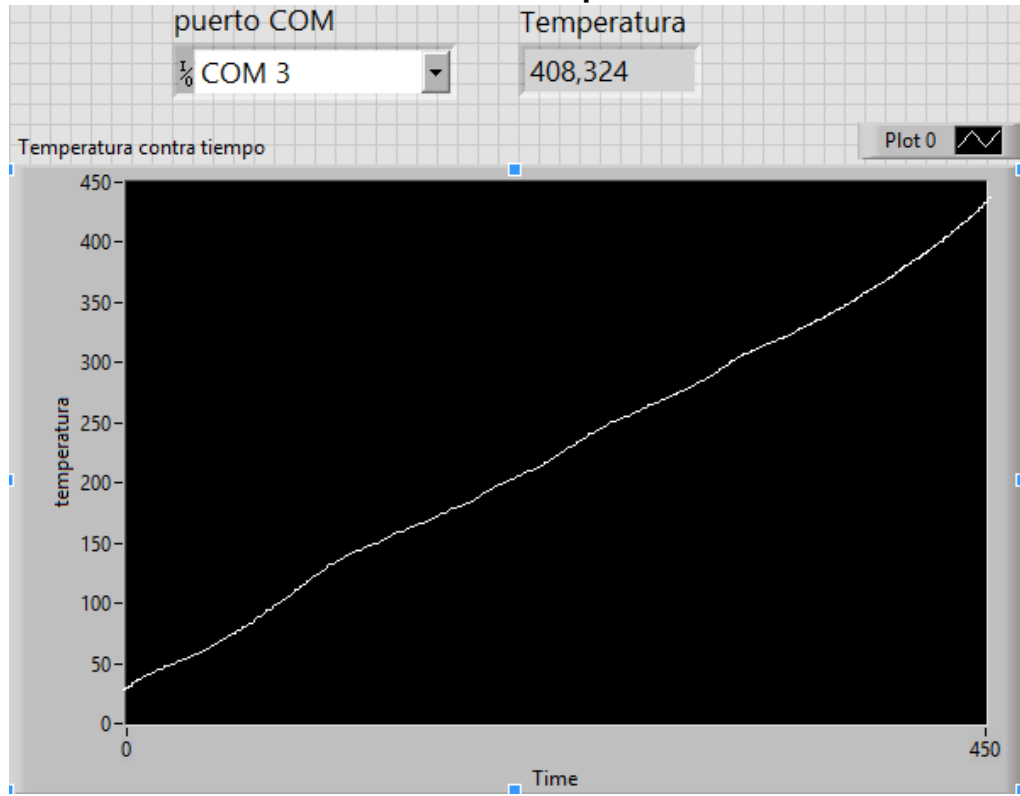 puerto COM
Temperatura
I/O COM 3
408,324
Temperatura contra tiempo
Plot 0
450
400
350
300
250
200
150
100
50
0
temperatura
0
450
Time